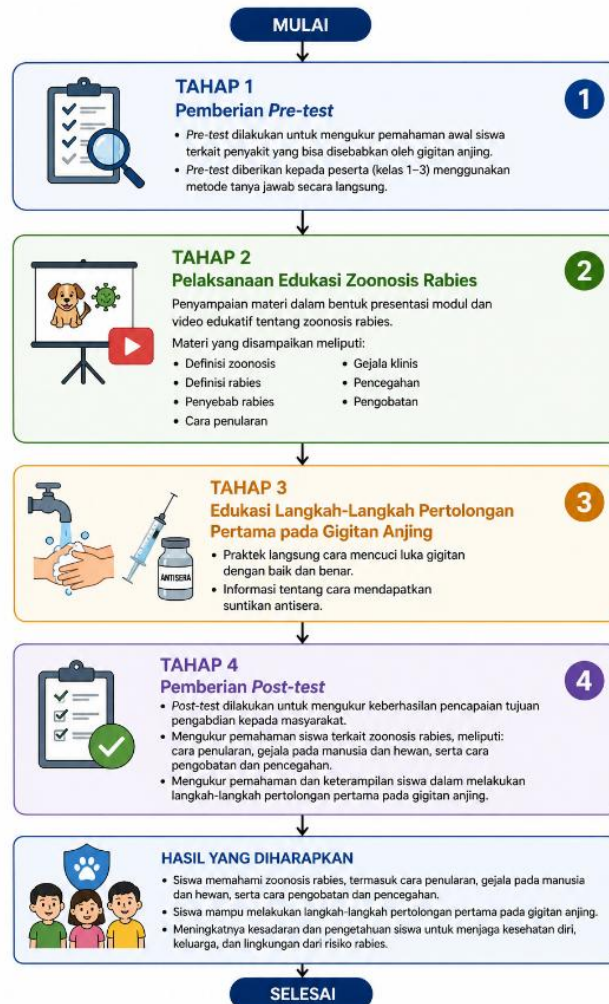 MULAI
TAHAP 1
Pemberian Pre-test
1
• Pre-test dilakukan untuk mengukur pemahaman awal siswa
terkait penyakit yang bisa disebabkan oleh gigitan anjing.
• Pre-test diberikan kepada peserta (kelas 1–3) menggunakan
metode tanya jawab secara langsung.
TAHAP 2
Pelaksanaan Edukasi Zoonosis Rabies
2
Penyampaian materi dalam bentuk presentasi modul dan
video edukatif tentang zoonosis rabies.
Materi yang disampaikan meliputi:
• Definisi zoonosis
• Definisi rabies
• Penyebab rabies
• Cara penularan
• Gejala klinis
• Pencegahan
• Pengobatan
TAHAP 3
Edukasi Langkah-Langkah Pertolongan
Pertama pada Gigitan Anjing
3
ANTISERA
• Praktek langsung cara mencuci luka gigitan
dengan baik dan benar.
• Informasi tentang cara mendapatkan
suntikan antisera.
TAHAP 4
Pemberian Post-test
4
• Post-test dilakukan untuk mengukur keberhasilan pencapaian tujuan
pengabdian kepada masyarakat.
• Mengukur pemahaman siswa terkait zoonosis rabies, meliputi:
cara penularan, gejala pada manusia dan hewan, serta cara
pengobatan dan pencegahan.
• Mengukur pemahaman dan keterampilan siswa dalam melakukan
langkah-langkah pertolongan pertama pada gigitan anjing.
HASIL YANG DIHARAPKAN
• Siswa memahami zoonosis rabies, termasuk cara penularan, gejala pada manusia
dan hewan, serta cara pengobatan dan pencegahan.
• Siswa mampu melakukan langkah-langkah pertolongan pertama pada gigitan anjing.
• Meningkatnya kesadaran dan pengetahuan siswa untuk menjaga kesehatan diri,
keluarga, dan lingkungan dari risiko rabies.
SELESAI